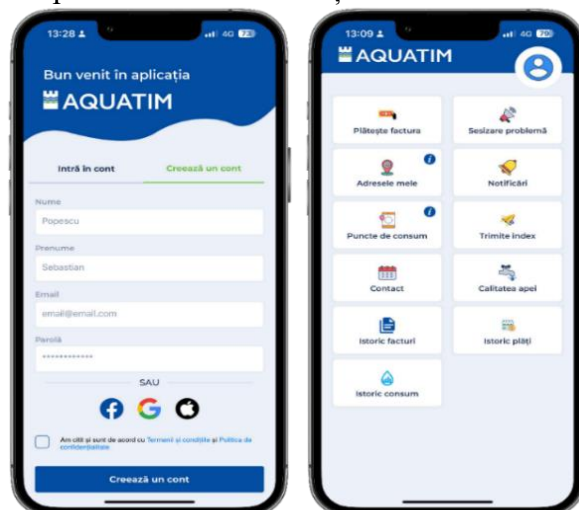 13:28
4G 73
Bun venit în aplicația
AQUATIM
Intră în cont
Creează un cont
Nume
Popescu
Prenume
Sebastian
Email
email@email.com
Parolă
************
SAU
Am citit și sunt de acord cu Termenii și condițiile și Politica de
confidențialitate
Creează un cont
13:09
4G
AQUATIM
Plătește factura
Sesizare problemă
Adresele mele
Notificări
Puncte de consum
Trimite index
Contact
Calitatea apei
Istoric facturi
Istoric plăți
Istoric consum